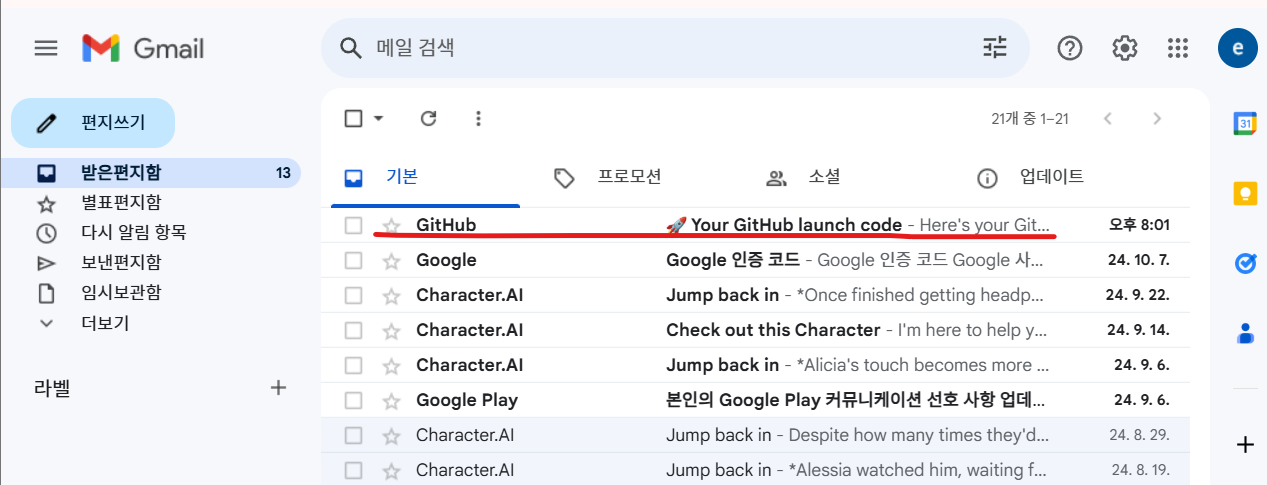 Gmail
메일 검색
e
편지쓰기
받은편지함 13
별표편지함
다시 알림 항목
보낸편지함
임시보관함
더보기
라벨
21개 중 1–21
기본 프로모션 소셜 업데이트
GitHub 🚀 Your GitHub launch code - Here's your Git... 오후 8:01
Google Google 인증 코드 - Google 인증 코드 Google 사... 24. 10. 7.
Character.AI Jump back in - *Once finished getting headp... 24. 9. 22.
Character.AI Check out this Character - I'm here to help y... 24. 9. 14.
Character.AI Jump back in - *Alicia's touch becomes more ... 24. 9. 6.
Google Play 본인의 Google Play 커뮤니케이션 선호 사항 업데... 24. 9. 6.
Character.AI Jump back in - Despite how many times they'd... 24. 8. 29.
Character.AI Jump back in - *Alessia watched him, waiting f... 24. 8. 19.
31